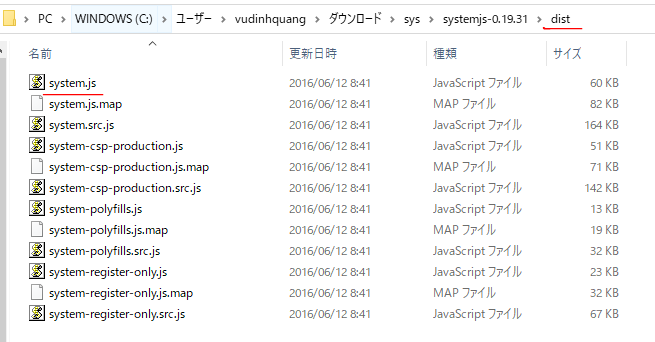 PC > WINDOWS (C:) > ユーザー > vudinhquang > ダウンロード > sys > systemjs-0.19.31 > dist
名前 更新日時 種類 サイズ
system.js 2016/06/12 8:41 JavaScript ファイル 60 KB
system.js.map 2016/06/12 8:41 MAP ファイル 82 KB
system.src.js 2016/06/12 8:41 JavaScript ファイル 164 KB
system-csp-production.js 2016/06/12 8:41 JavaScript ファイル 51 KB
system-csp-production.js.map 2016/06/12 8:41 MAP ファイル 71 KB
system-csp-production.src.js 2016/06/12 8:41 JavaScript ファイル 142 KB
system-polyfills.js 2016/06/12 8:41 JavaScript ファイル 13 KB
system-polyfills.js.map 2016/06/12 8:41 MAP ファイル 19 KB
system-polyfills.src.js 2016/06/12 8:41 JavaScript ファイル 32 KB
system-register-only.js 2016/06/12 8:41 JavaScript ファイル 23 KB
system-register-only.js.map 2016/06/12 8:41 MAP ファイル 32 KB
system-register-only.src.js 2016/06/12 8:41 JavaScript ファイル 67 KB